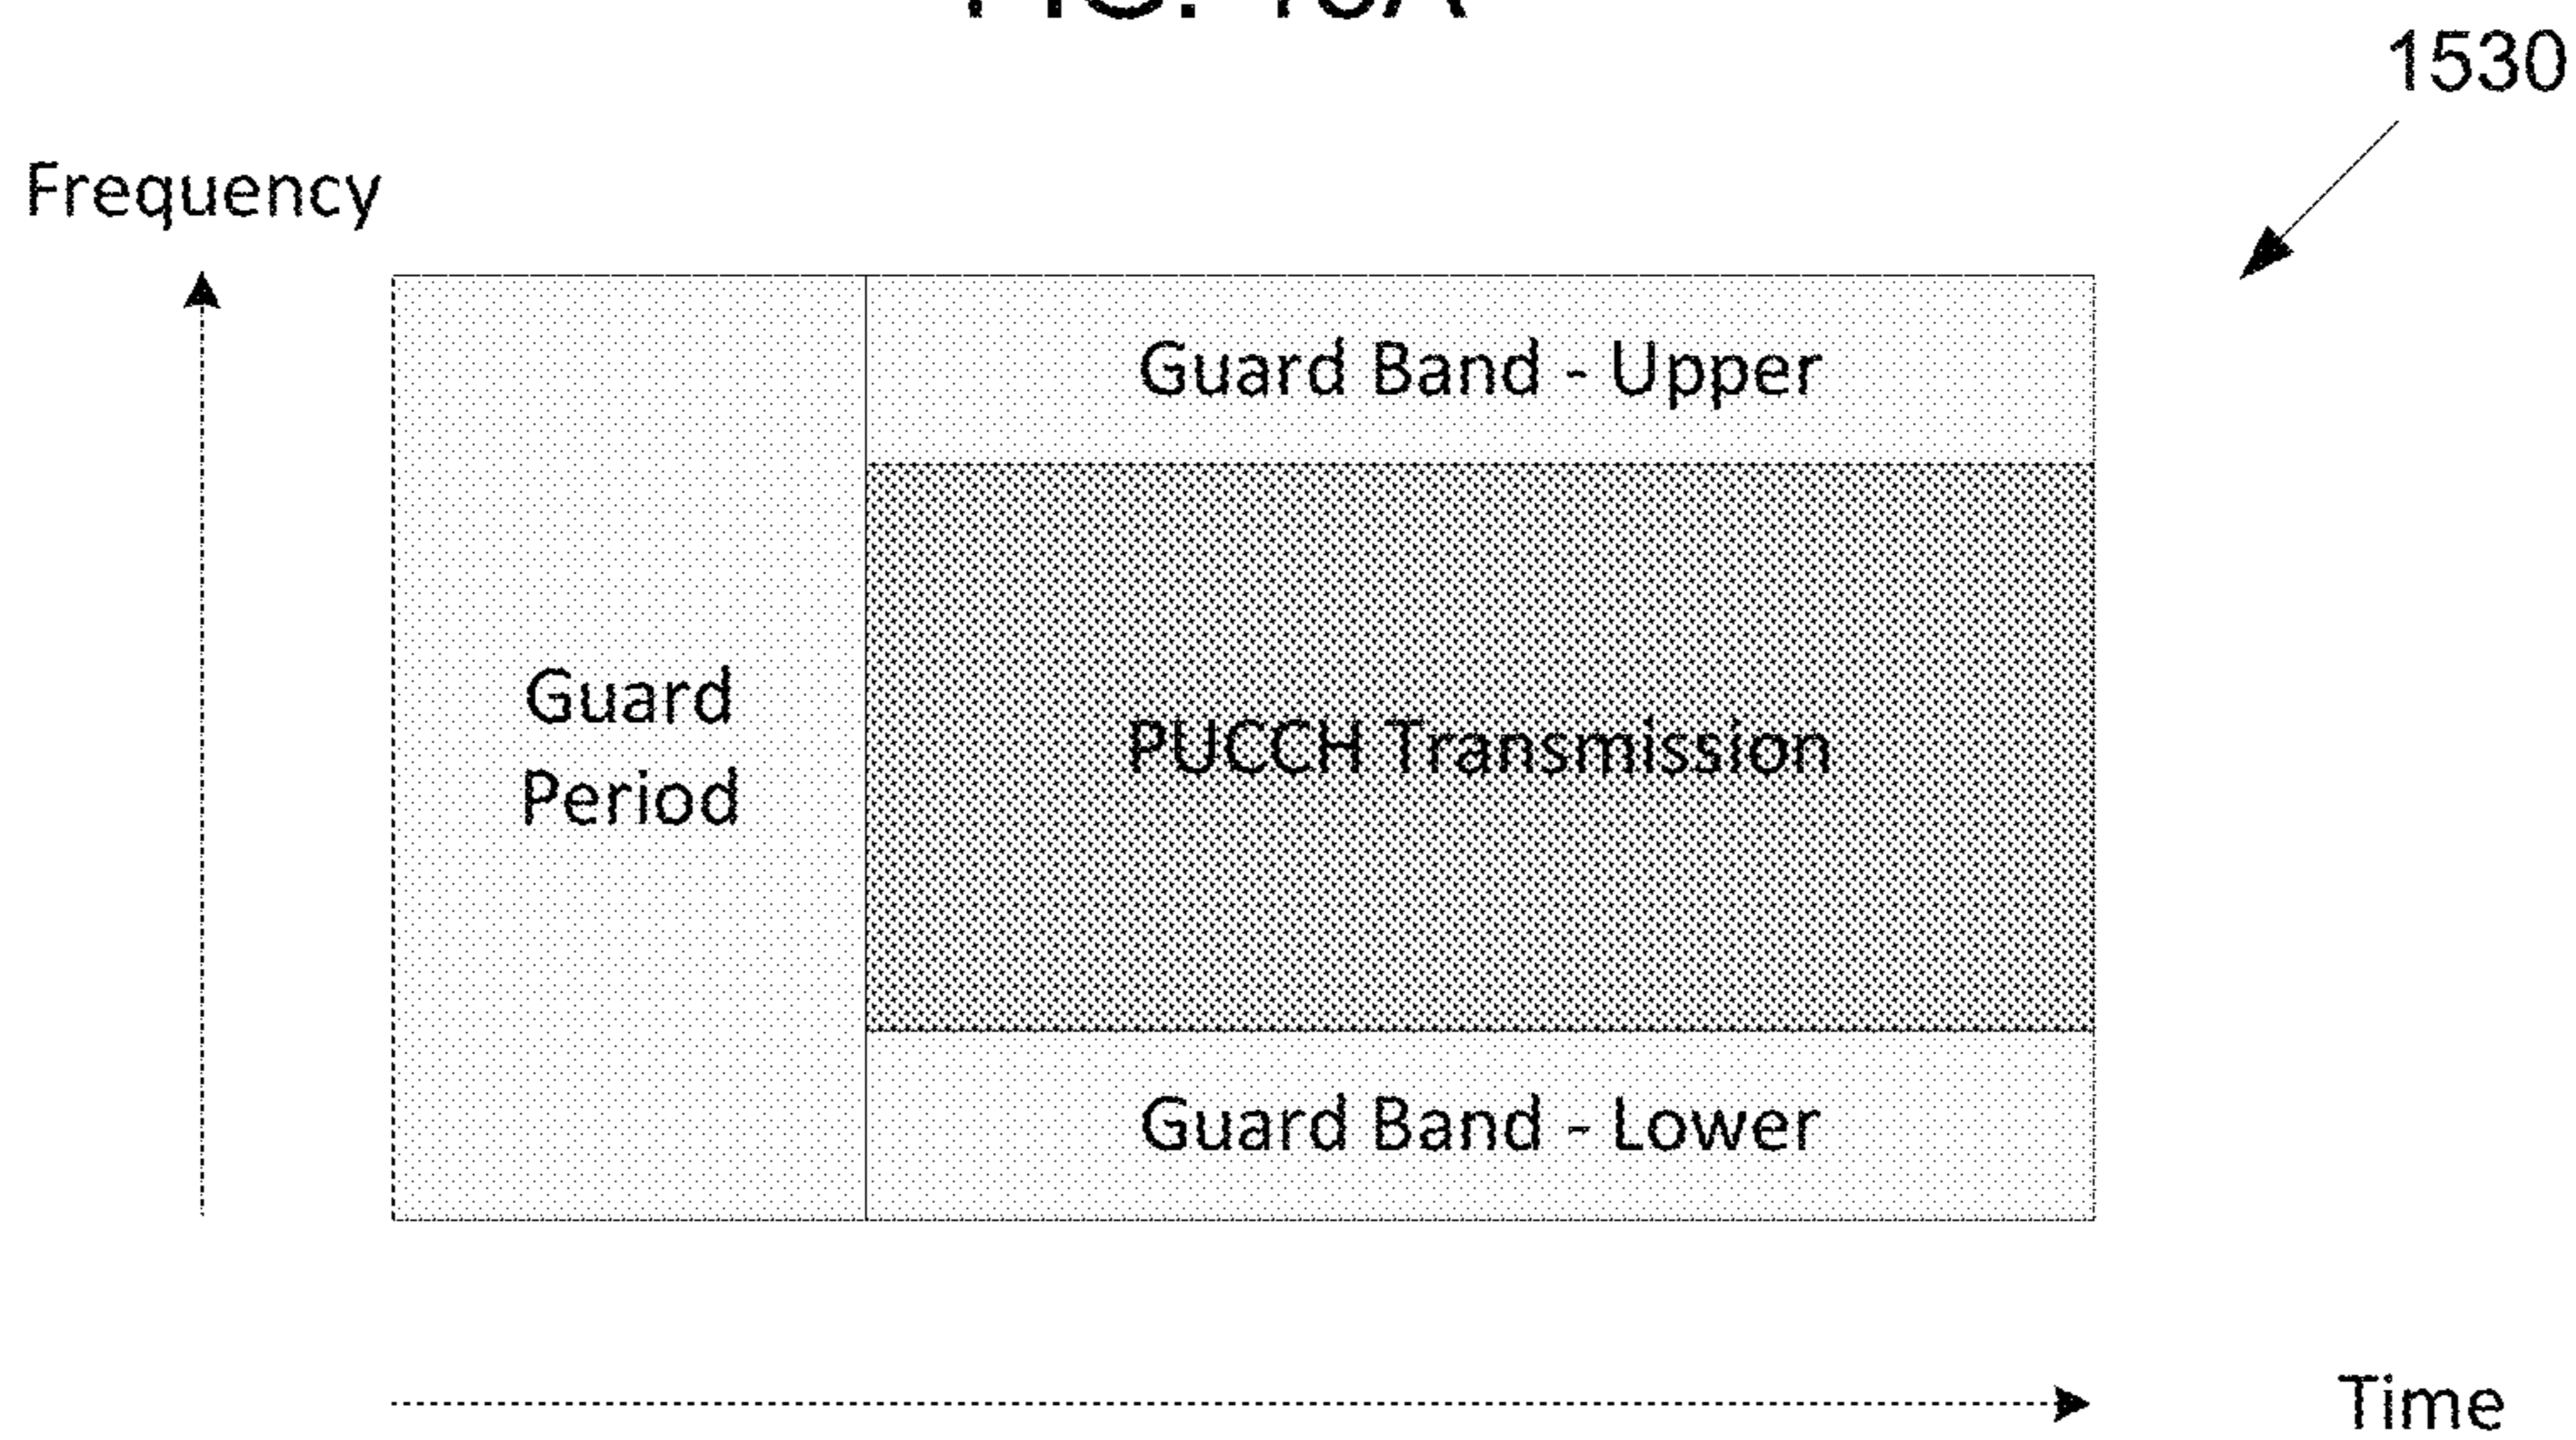 1530
Frequency
Guard Band - Upper
Guard
Period
PUCCH Transmission
Guard Band - Lower
Time